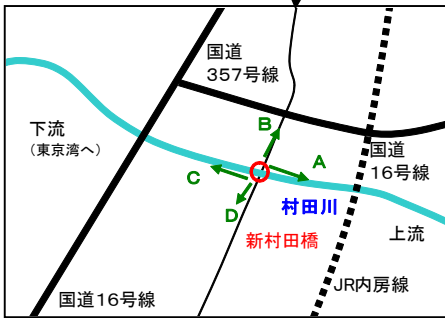 国道
357号線
下流
(東京湾へ)
B
A
国道
16号線
C
D
村田川
新村田橋
上流
JR内房線
国道16号線